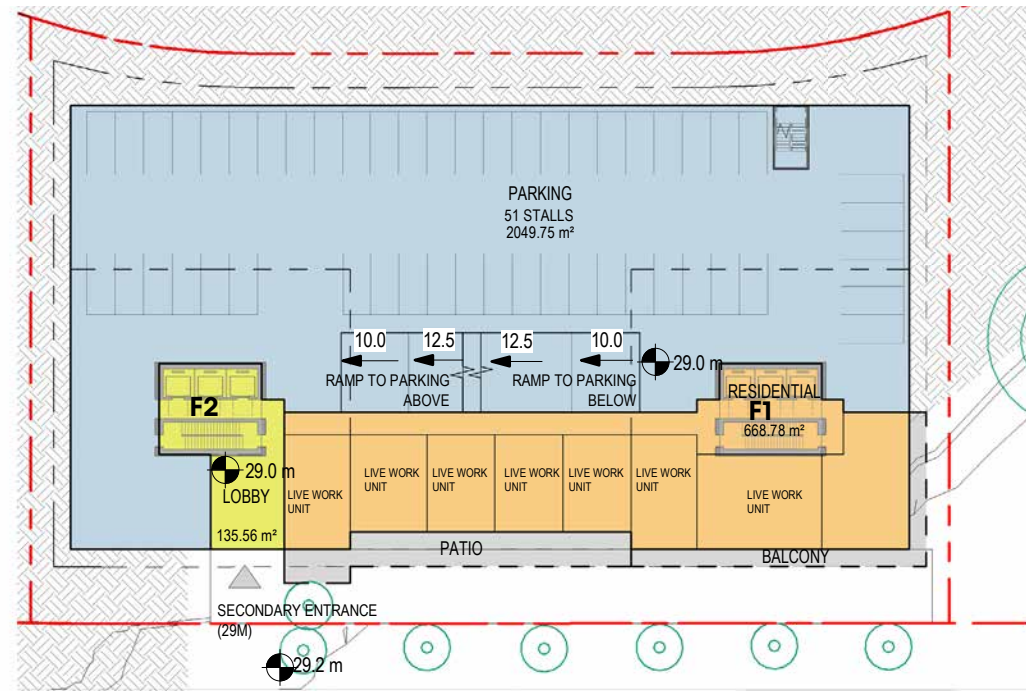 PARKING
51 STALLS
2049.75 m²
10.0
12.5
12.5
10.0
29.0 m
RAMP TO PARKING
ABOVE
RAMP TO PARKING
BELOW
RESIDENTIAL
F2
F1
668.78 m²
29.0 m
LOBBY
135.56 m²
LIVE WORK
UNIT
LIVE WORK
UNIT
LIVE WORK
UNIT
LIVE WORK
UNIT
LIVE WORK
UNIT
LIVE WORK
UNIT
LIVE WORK
UNIT
PATIO
BALCONY
SECONDARY ENTRANCE
(29M)
29.2 m